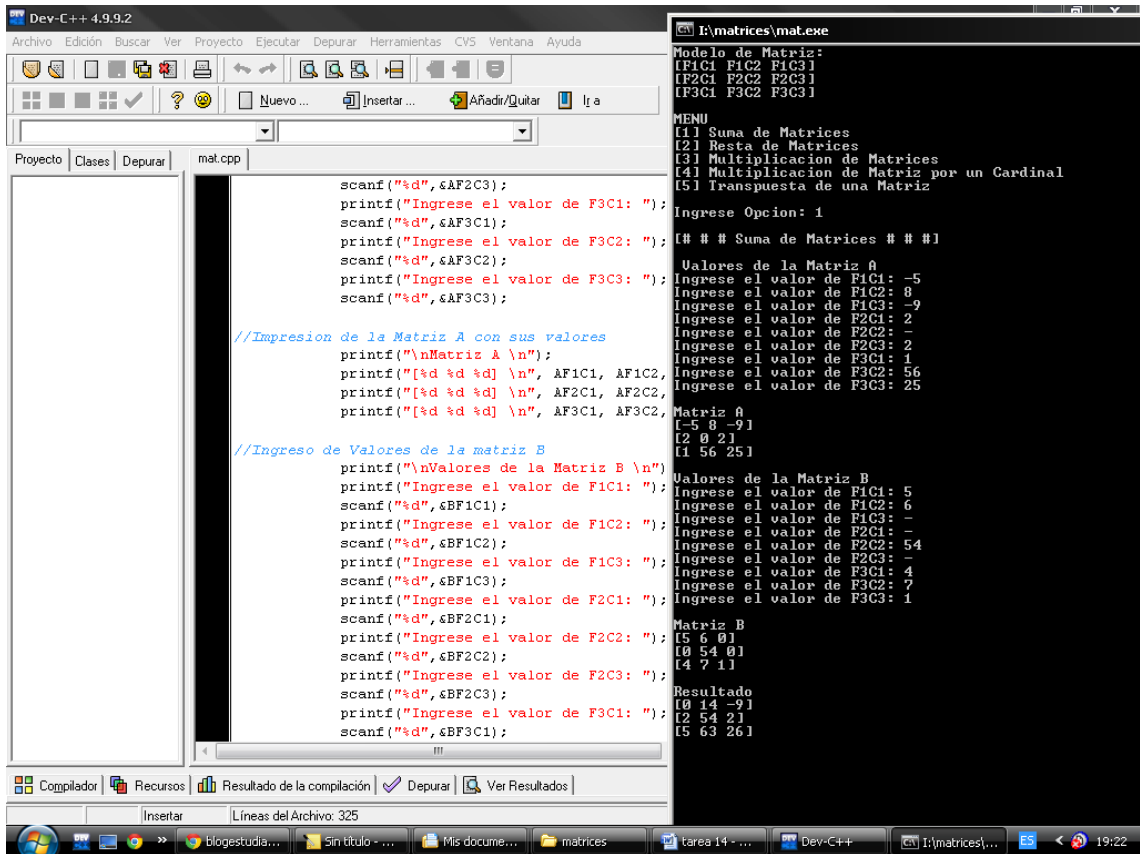 Dev-C++ 4.9.9.2
Archivo Edición Buscar Ver Proyecto Ejecutar Depurar Herramientas CVS Ventana Ayuda
Nuevo ... Insertar ... Añadir/Quitar Ir a
Proyecto Clases Depurar mat.cpp
scanf("%d",&AF2C3);
printf("Ingrese el valor de F3C1: ");
scanf("%d",&AF3C1);
printf("Ingrese el valor de F3C2: ");
scanf("%d",&AF3C2);
printf("Ingrese el valor de F3C3: ");
scanf("%d",&AF3C3);
//Impresion de la Matriz A con sus valores
printf("\nMatriz A \n");
printf("[%d %d %d] \n", AF1C1, AF1C2,
printf("[%d %d %d] \n", AF2C1, AF2C2,
printf("[%d %d %d] \n", AF3C1, AF3C2,
//Ingreso de Valores de la matriz B
printf("\nValores de la Matriz B \n")
printf("Ingrese el valor de F1C1: ");
scanf("%d",&BF1C1);
printf("Ingrese el valor de F1C2: ");
scanf("%d",&BF1C2);
printf("Ingrese el valor de F1C3: ");
scanf("%d",&BF1C3);
printf("Ingrese el valor de F2C1: ");
scanf("%d",&BF2C1);
printf("Ingrese el valor de F2C2: ");
scanf("%d",&BF2C2);
printf("Ingrese el valor de F2C3: ");
scanf("%d",&BF2C3);
printf("Ingrese el valor de F3C1: ");
scanf("%d",&BF3C1);
Compilador Recursos Resultado de la compilación Depurar Ver Resultados
Insertar Líneas del Archivo: 325
I:\matrices\mat.exe
Modelo de Matriz:
[F1C1 F1C2 F1C3]
[F2C1 F2C2 F2C3]
[F3C1 F3C2 F3C3]
MENU
[1] Suma de Matrices
[2] Resta de Matrices
[3] Multiplicacion de Matrices
[4] Multiplicacion de Matriz por un Cardinal
[5] Transpuesta de una Matriz
Ingrese Opcion: 1
[# # # Suma de Matrices # # #]
Valores de la Matriz A
Ingrese el valor de F1C1: -5
Ingrese el valor de F1C2: 8
Ingrese el valor de F1C3: -9
Ingrese el valor de F2C1: 2
Ingrese el valor de F2C2: -
Ingrese el valor de F2C3: 2
Ingrese el valor de F3C1: 1
Ingrese el valor de F3C2: 56
Ingrese el valor de F3C3: 25
Matriz A
[-5 8 -9]
[2 0 2]
[1 56 25]
Valores de la Matriz B
Ingrese el valor de F1C1: 5
Ingrese el valor de F1C2: 6
Ingrese el valor de F1C3: -
Ingrese el valor de F2C1: -
Ingrese el valor de F2C2: 54
Ingrese el valor de F2C3: -
Ingrese el valor de F3C1: 4
Ingrese el valor de F3C2: 7
Ingrese el valor de F3C3: 1
Matriz B
[5 6 0]
[0 54 0]
[4 7 1]
Resultado
[0 14 -9]
[2 54 2]
[5 63 26]
blogestudia... Sin título - ... Mis docume... matrices tarea 14 - ... Dev-C++ I:\matrices\... ES 19:22